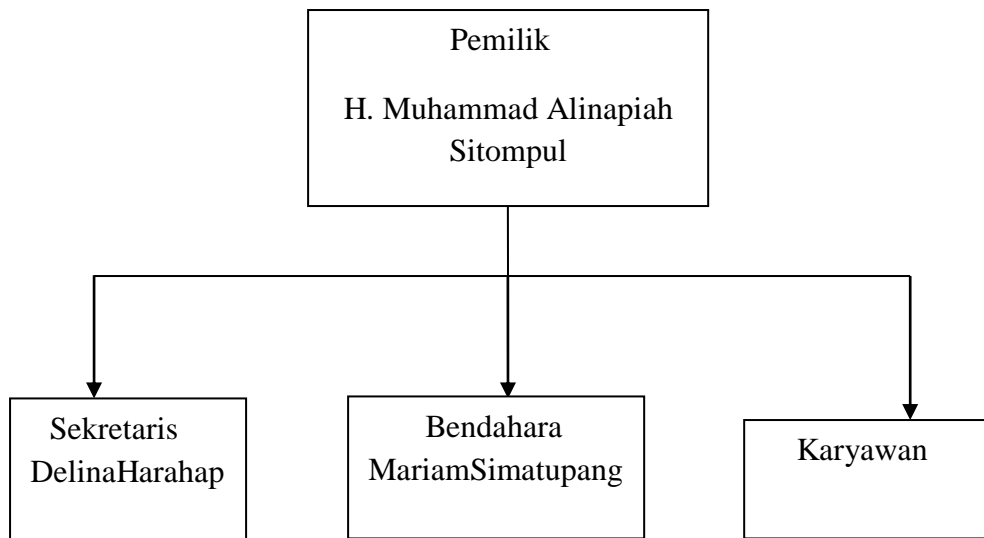 Pemilik
H. Muhammad Alinapiah
Sitompul
Sekretaris
DelinaHarahap
Bendahara
MariamSimatupang
Karyawan